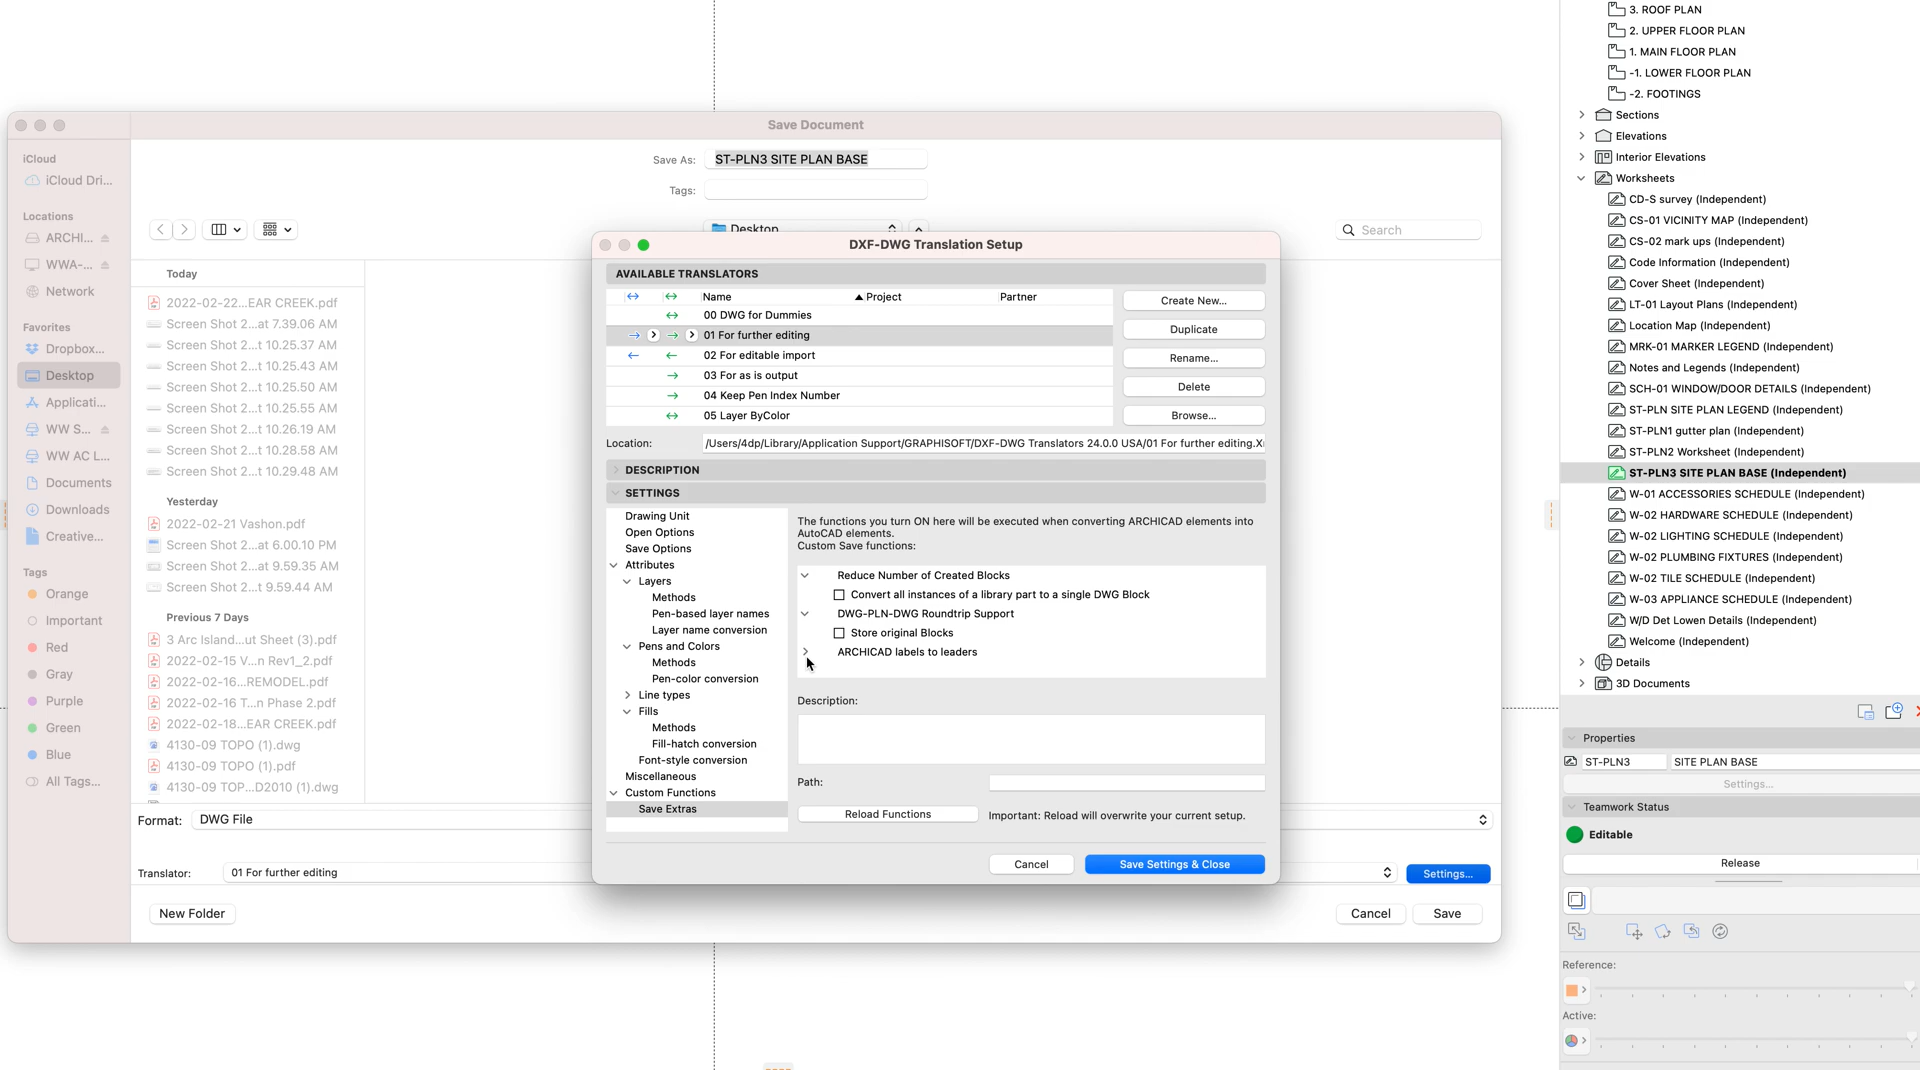 Save Document
iCloud
iCloud Dri...
Locations
ARCHI...
WWA-...
Network
Favorites
Dropbox...
Desktop
Applicati...
WW S...
WW AC L...
Documents
Downloads
Creative...
Tags
Orange
Important
Red
Gray
Purple
Green
Blue
All Tags...
Save As: ST-PLN3 SITE PLAN BASE
Tags:
Desktop
Search
Today
2022-02-22...EAR CREEK.pdf
Screen Shot 2...at 7.39.06 AM
Screen Shot 2...t 10.25.37 AM
Screen Shot 2...t 10.25.43 AM
Screen Shot 2...t 10.25.50 AM
Screen Shot 2...t 10.25.55 AM
Screen Shot 2...t 10.26.19 AM
Screen Shot 2...t 10.28.58 AM
Screen Shot 2...t 10.29.48 AM
Yesterday
2022-02-21 Vashon.pdf
Screen Shot 2...at 6.00.10 PM
Screen Shot 2...at 9.59.35 AM
Screen Shot 2...t 9.59.44 AM
Previous 7 Days
3 Arc Island...ut Sheet (3).pdf
2022-02-15 V...n Rev1_2.pdf
2022-02-16...REMODEL.pdf
2022-02-16 T...n Phase 2.pdf
2022-02-18...EAR CREEK.pdf
4130-09 TOPO (1).dwg
4130-09 TOPO (1).pdf
4130-09 TOP...D2010 (1).dwg
Format: DWG File
Translator: 01 For further editing
Settings...
New Folder
Cancel
Save
DXF-DWG Translation Setup
AVAILABLE TRANSLATORS
Name Project Partner
00 DWG for Dummies
01 For further editing
02 For editable import
03 For as is output
04 Keep Pen Index Number
05 Layer ByColor
Create New...
Duplicate
Rename...
Delete
Browse...
Location: /Users/4dp/Library/Application Support/GRAPHISOFT/DXF-DWG Translators 24.0.0 USA/01 For further editing.X
DESCRIPTION
SETTINGS
Drawing Unit
Open Options
Save Options
Attributes
Layers
Methods
Pen-based layer names
Layer name conversion
Pens and Colors
Methods
Pen-color conversion
Line types
Fills
Methods
Fill-hatch conversion
Font-style conversion
Miscellaneous
Custom Functions
Save Extras
The functions you turn ON here will be executed when converting ARCHICAD elements into
AutoCAD elements.
Custom Save functions:
Reduce Number of Created Blocks
Convert all instances of a library part to a single DWG Block
DWG-PLN-DWG Roundtrip Support
Store original Blocks
ARCHICAD labels to leaders
Description:
Path:
Reload Functions
Important: Reload will overwrite your current setup.
Cancel
Save Settings & Close
3. ROOF PLAN
2. UPPER FLOOR PLAN
1. MAIN FLOOR PLAN
-1. LOWER FLOOR PLAN
-2. FOOTINGS
Sections
Elevations
Interior Elevations
Worksheets
CD-S survey (Independent)
CS-01 VICINITY MAP (Independent)
CS-02 mark ups (Independent)
Code Information (Independent)
Cover Sheet (Independent)
LT-01 Layout Plans (Independent)
Location Map (Independent)
MRK-01 MARKER LEGEND (Independent)
Notes and Legends (Independent)
SCH-01 WINDOW/DOOR DETAILS (Independent)
ST-PLN SITE PLAN LEGEND (Independent)
ST-PLN1 gutter plan (Independent)
ST-PLN2 Worksheet (Independent)
ST-PLN3 SITE PLAN BASE (Independent)
W-01 ACCESSORIES SCHEDULE (Independent)
W-02 HARDWARE SCHEDULE (Independent)
W-02 LIGHTING SCHEDULE (Independent)
W-02 PLUMBING FIXTURES (Independent)
W-02 TILE SCHEDULE (Independent)
W-03 APPLIANCE SCHEDULE (Independent)
W/D Det Lowen Details (Independent)
Welcome (Independent)
Details
3D Documents
Properties
ST-PLN3 SITE PLAN BASE
Settings...
Teamwork Status
Editable
Release
Reference:
Active: